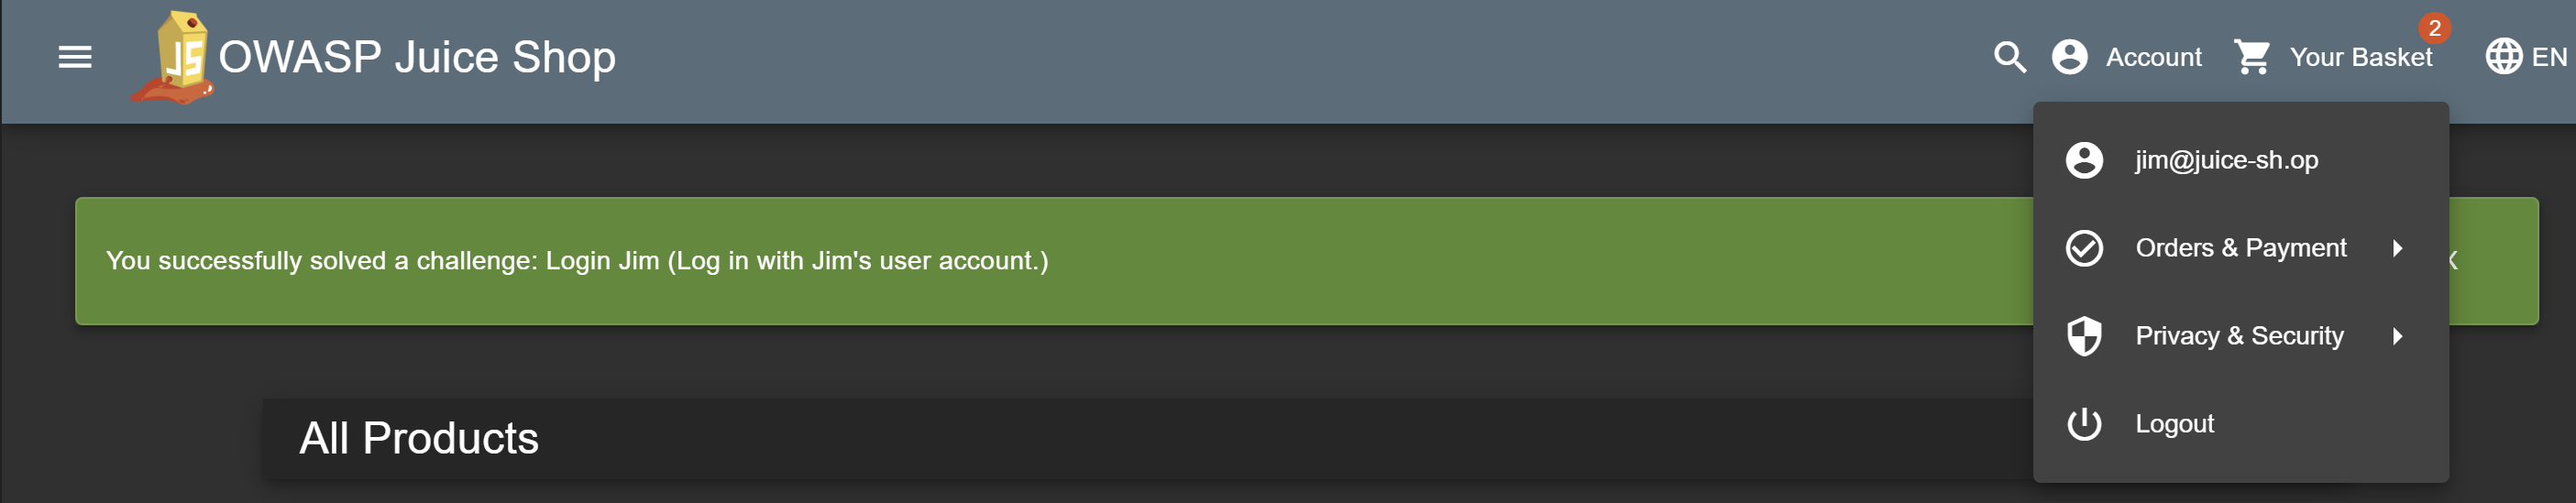 JS
OWASP Juice Shop
Account
Your Basket
2
EN
jim@juice-sh.op
You successfully solved a challenge: Login Jim (Log in with Jim's user account.)
Orders & Payment
Privacy & Security
All Products
Logout